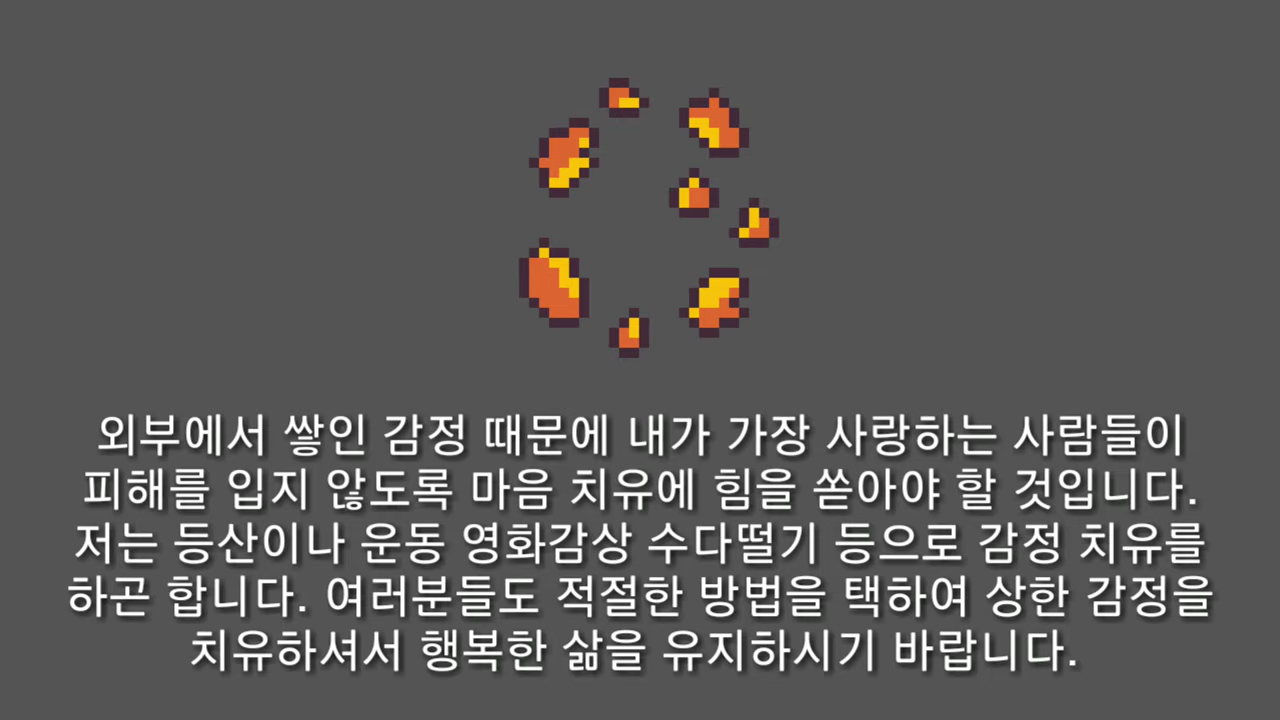 외부에서 쌓인 감정 때문에 내가 가장 사랑하는 사람들이
피해를 입지 않도록 마음 치유에 힘을 쏟아야 할 것입니다.
저는 등산이나 운동 영화감상 수다떨기 등으로 감정 치유를
하곤 합니다. 여러분들도 적절한 방법을 택하여 상한 감정을
치유하셔서 행복한 삶을 유지하시기 바랍니다.